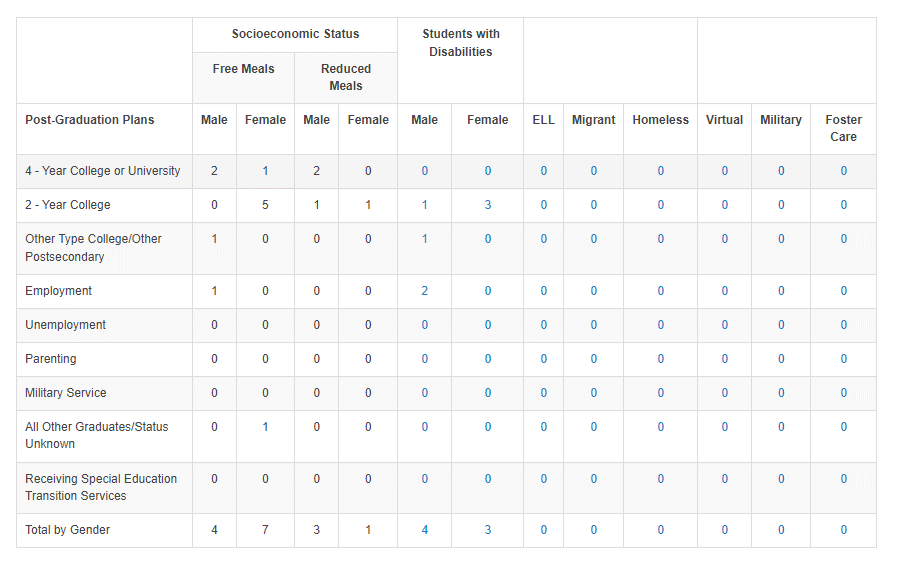 Socioeconomic Status Students with
Disabilities
Free Meals Reduced
Meals
Post-Graduation Plans Male Female Male Female Male Female ELL Migrant Homeless Virtual Military Foster
Care
4 - Year College or University 2 1 2 0 0 0 0 0 0 0 0 0
2 - Year College 0 5 1 1 1 3 0 0 0 0 0 0
Other Type College/Other 1 0 0 0 1 0 0 0 0 0 0 0
Postsecondary
Employment 1 0 0 0 2 0 0 0 0 0 0 0
Unemployment 0 0 0 0 0 0 0 0 0 0 0 0
Parenting 0 0 0 0 0 0 0 0 0 0 0 0
Military Service 0 0 0 0 0 0 0 0 0 0 0 0
All Other Graduates/Status 0 1 0 0 0 0 0 0 0 0 0 0
Unknown
Receiving Special Education 0 0 0 0 0 0 0 0 0 0 0 0
Transition Services
Total by Gender 4 7 3 1 4 3 0 0 0 0 0 0